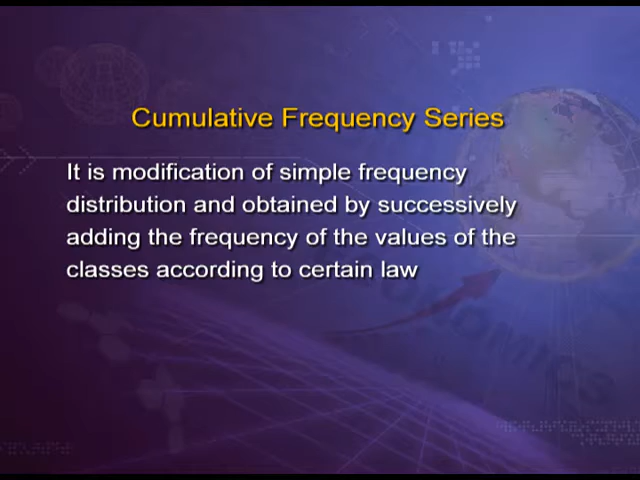 Cumulative Frequency Series
It is modification of simple frequency
distribution and obtained by successively
adding the frequency of the values of the
classes according to certain law
ECONOMICS